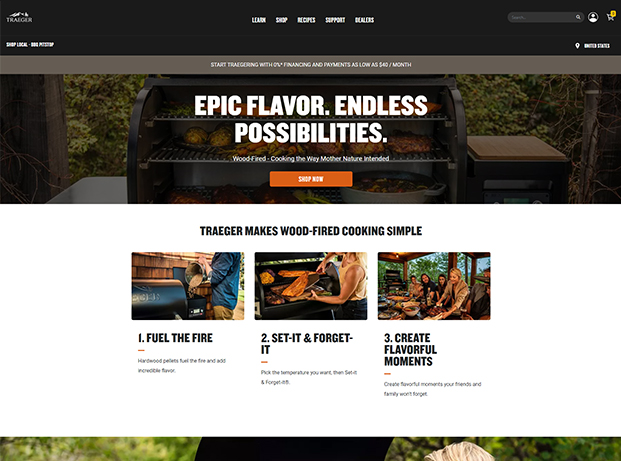 TRAEGER
LEARN SHOP RECIPES SUPPORT DEALERS
Search...
SHOP LOCAL - BBQ PITSTOP
UNITED STATES
START TRAEGERING WITH 0%* FINANCING AND PAYMENTS AS LOW AS $40 / MONTH
EPIC FLAVOR. ENDLESS
POSSIBILITIES.
Wood-Fired - Cooking the Way Mother Nature Intended
SHOP NOW
TRAEGER MAKES WOOD-FIRED COOKING SIMPLE
1. FUEL THE FIRE
Hardwood pellets fuel the fire and add
incredible flavor.
2. SET-IT & FORGET-
IT
Pick the temperature you want, then Set-it
& Forget-it®.
3. CREATE
FLAVORFUL
MOMENTS
Create flavorful moments your friends and
family won't forget.